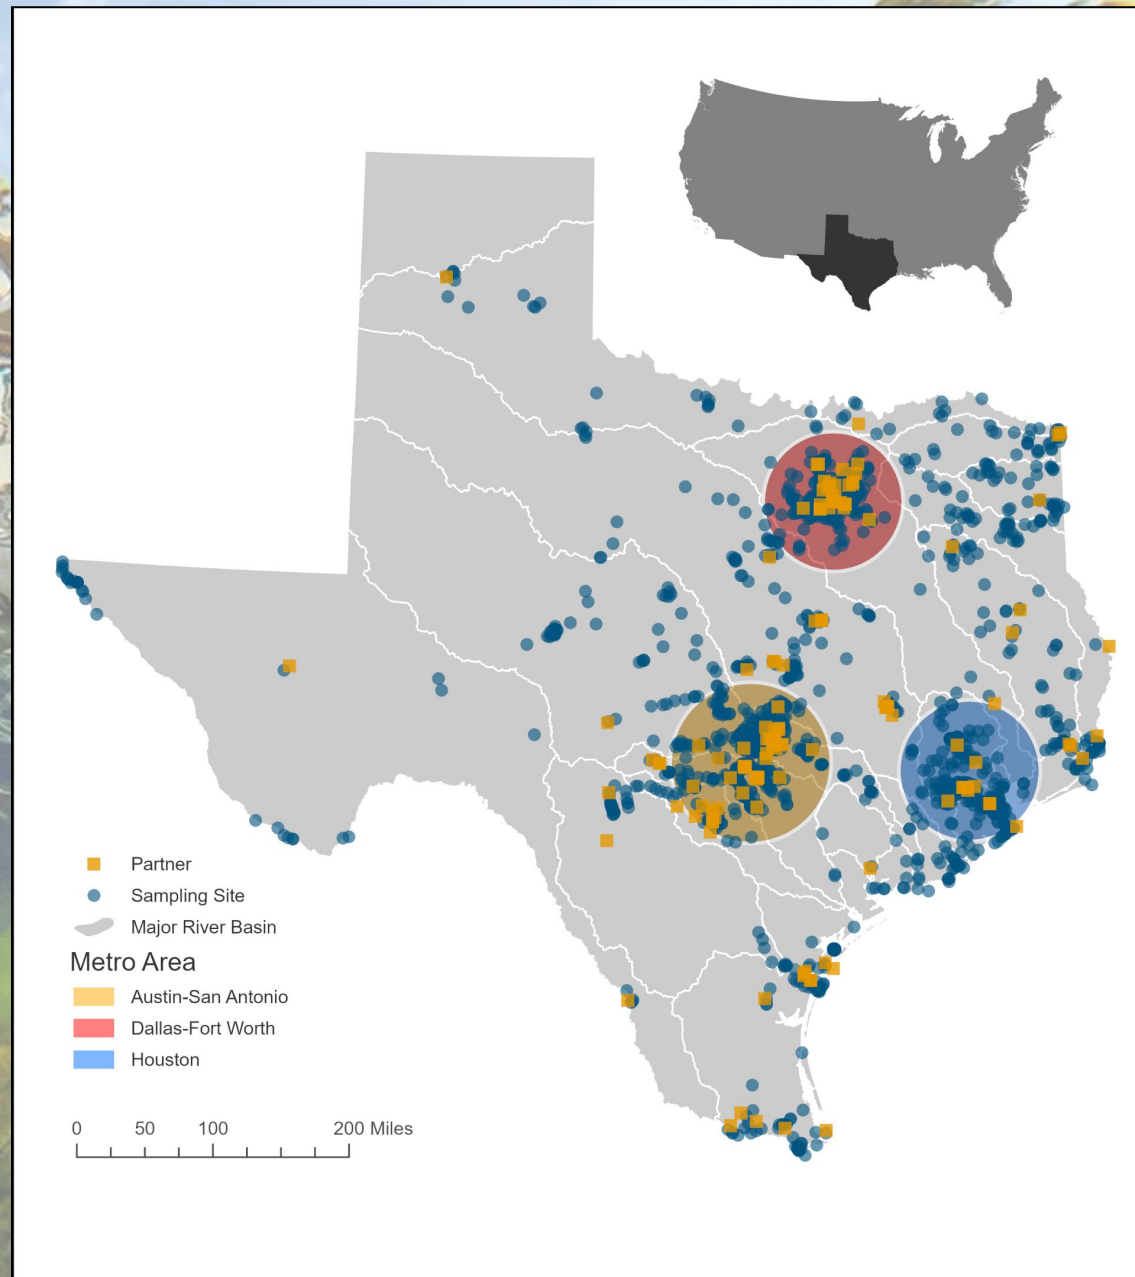 Partner
Sampling Site
Major River Basin
Metro Area
Austin-San Antonio
Dallas-Fort Worth
Houston
0 50 100 200 Miles